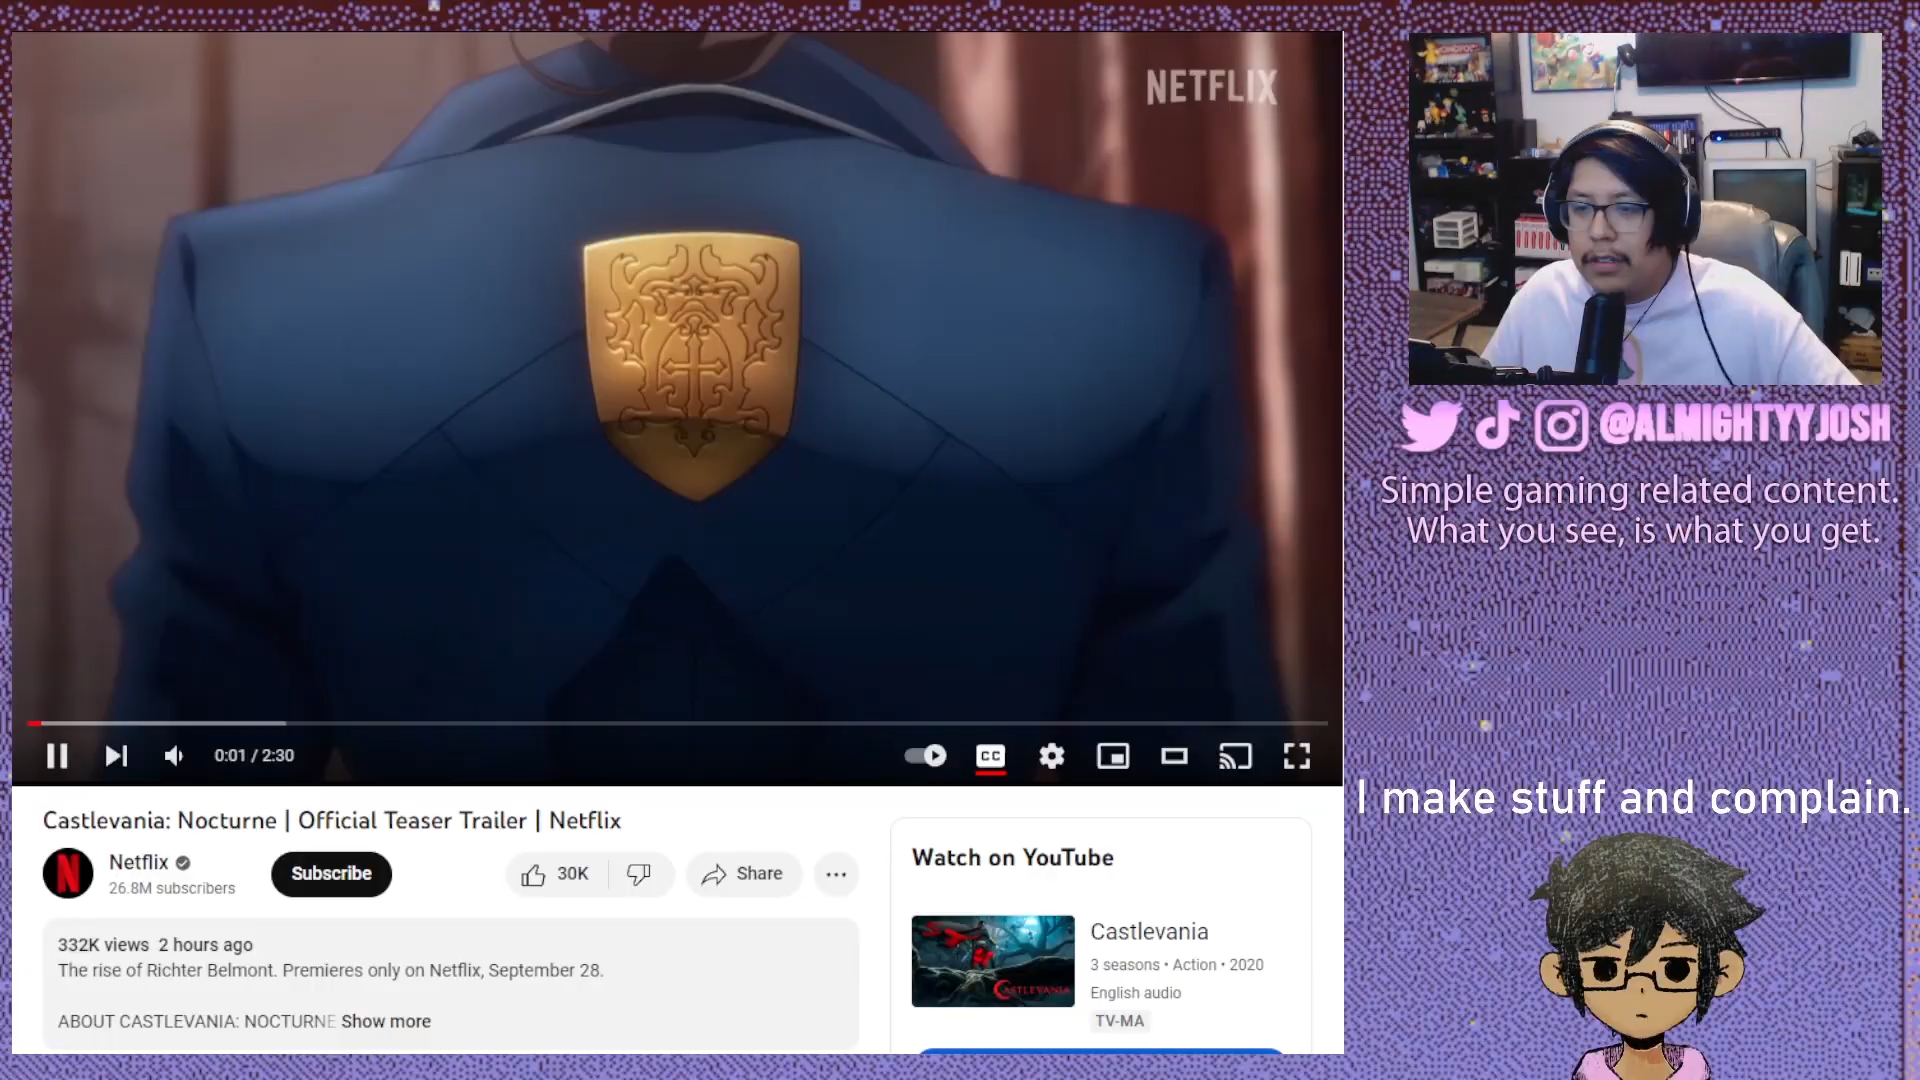 NETFLIX
0:01 / 2:30
CC
Castlevania: Nocturne | Official Teaser Trailer | Netflix
N
Netflix
26.8M subscribers
Subscribe
30K
Share
332K views 2 hours ago
The rise of Richter Belmont. Premieres only on Netflix, September 28.
ABOUT CASTLEVANIA: NOCTURNE Show more
Watch on YouTube
CASTLEVANIA
Castlevania
3 seasons • Action • 2020
English audio
TV-MA
@ALMIGHTYYJOSH
Simple gaming related content.
What you see, is what you get.
I make stuff and complain.